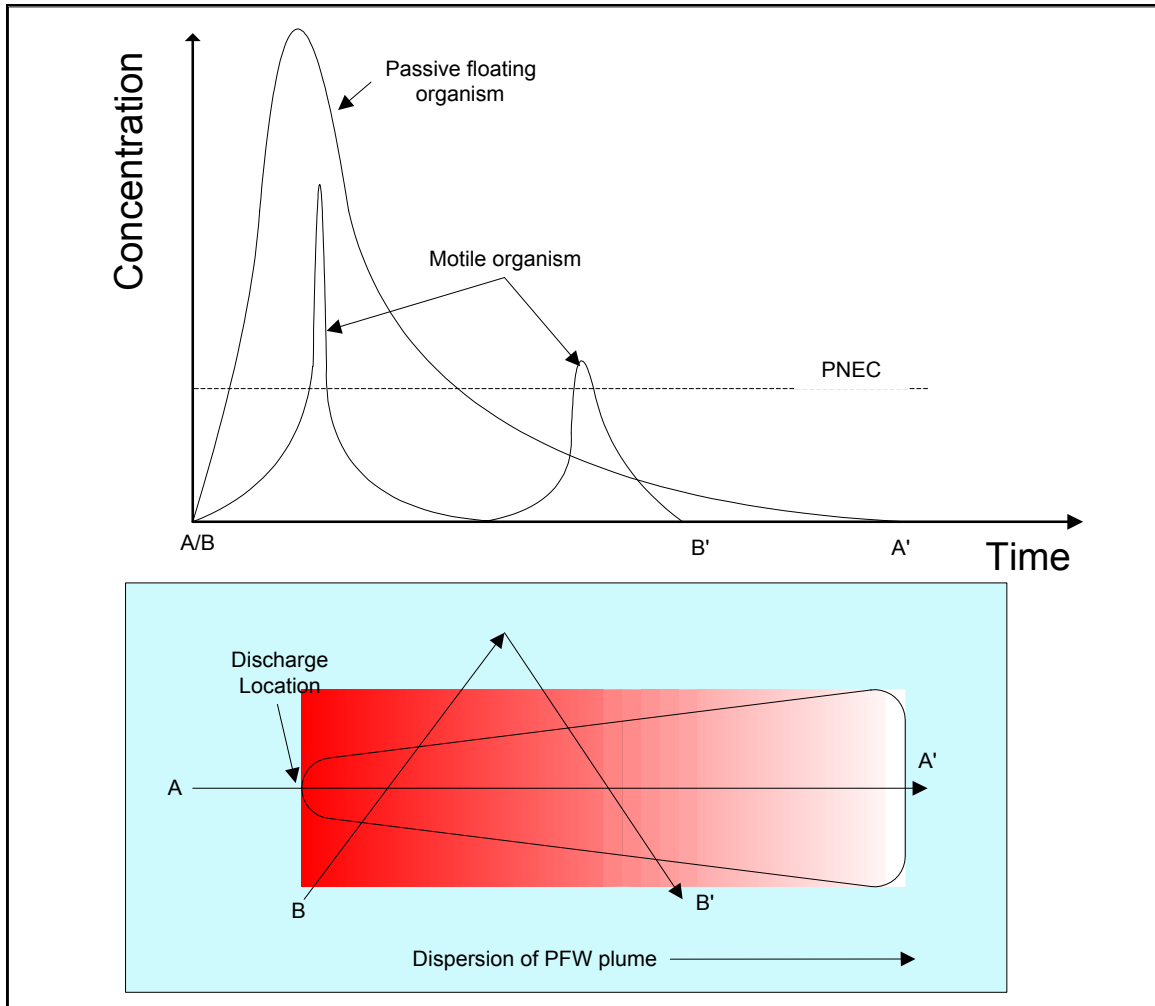 Passive floating
organism
Concentration
Motile organism
PNEC
A/B
B'
A'
Time
Discharge
Location
A
A'
B
B'
Dispersion of PFW plume